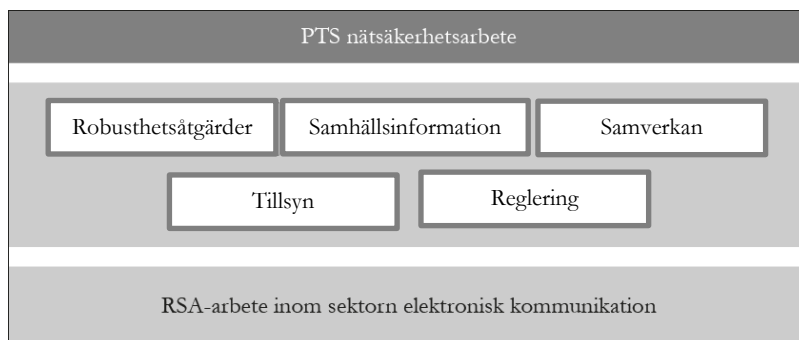 PTS nätsäkerhetsarbete
Robusthetsåtgärder
Samhällsinformation
Samverkan
Tillsyn
Reglering
RSA-arbete inom sektorn elektronisk kommunikation